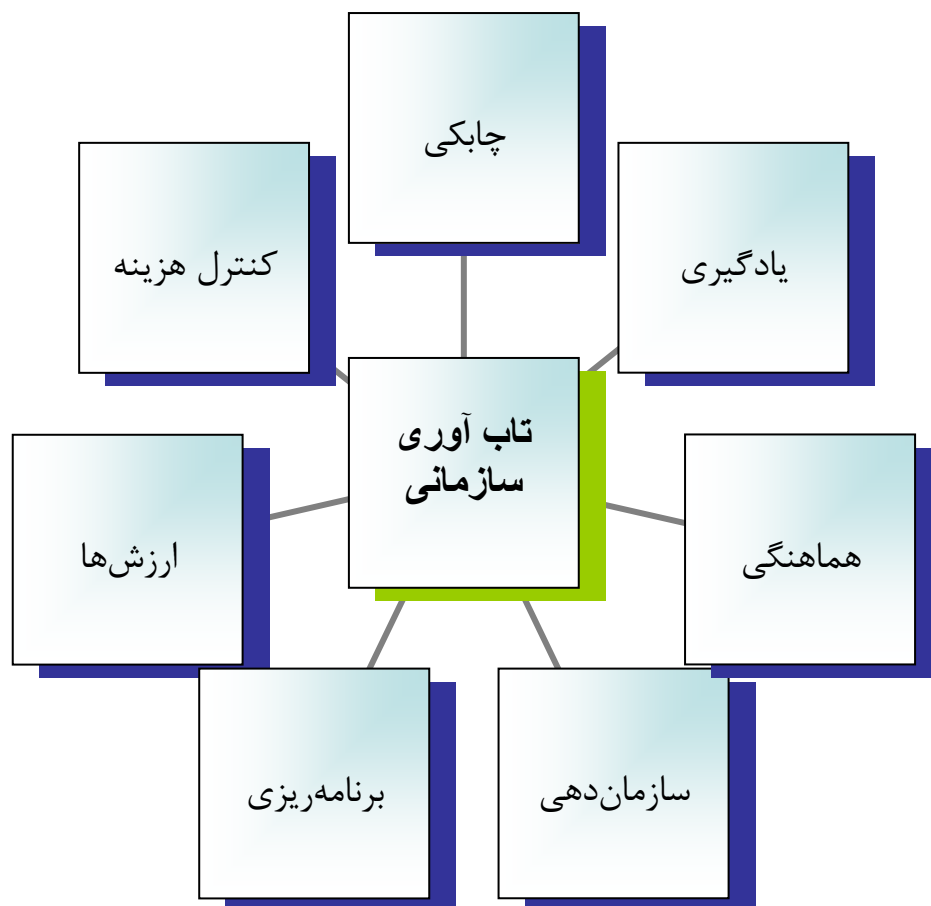 چابکی
یادگیری
کنترل هزینه
تاب آوری
سازمانی
هماهنگی
ارزش‌ها
سازمان‌دهی
برنامه‌ریزی